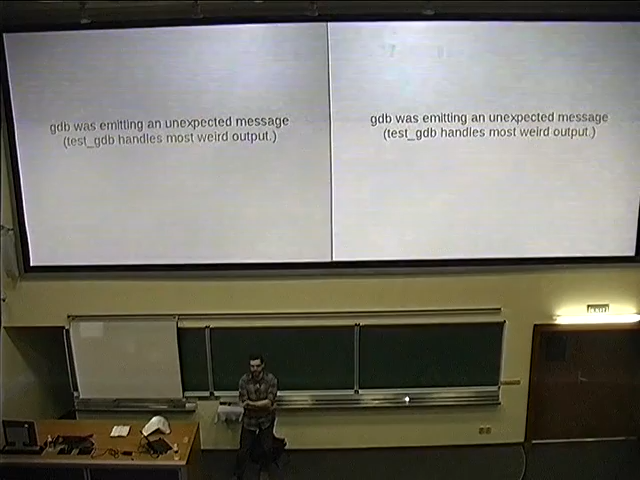 gdb was emitting an unexpected message
(test_gdb handles most weird output.)
gdb was emitting an unexpected message
(test_gdb handles most weird output.)